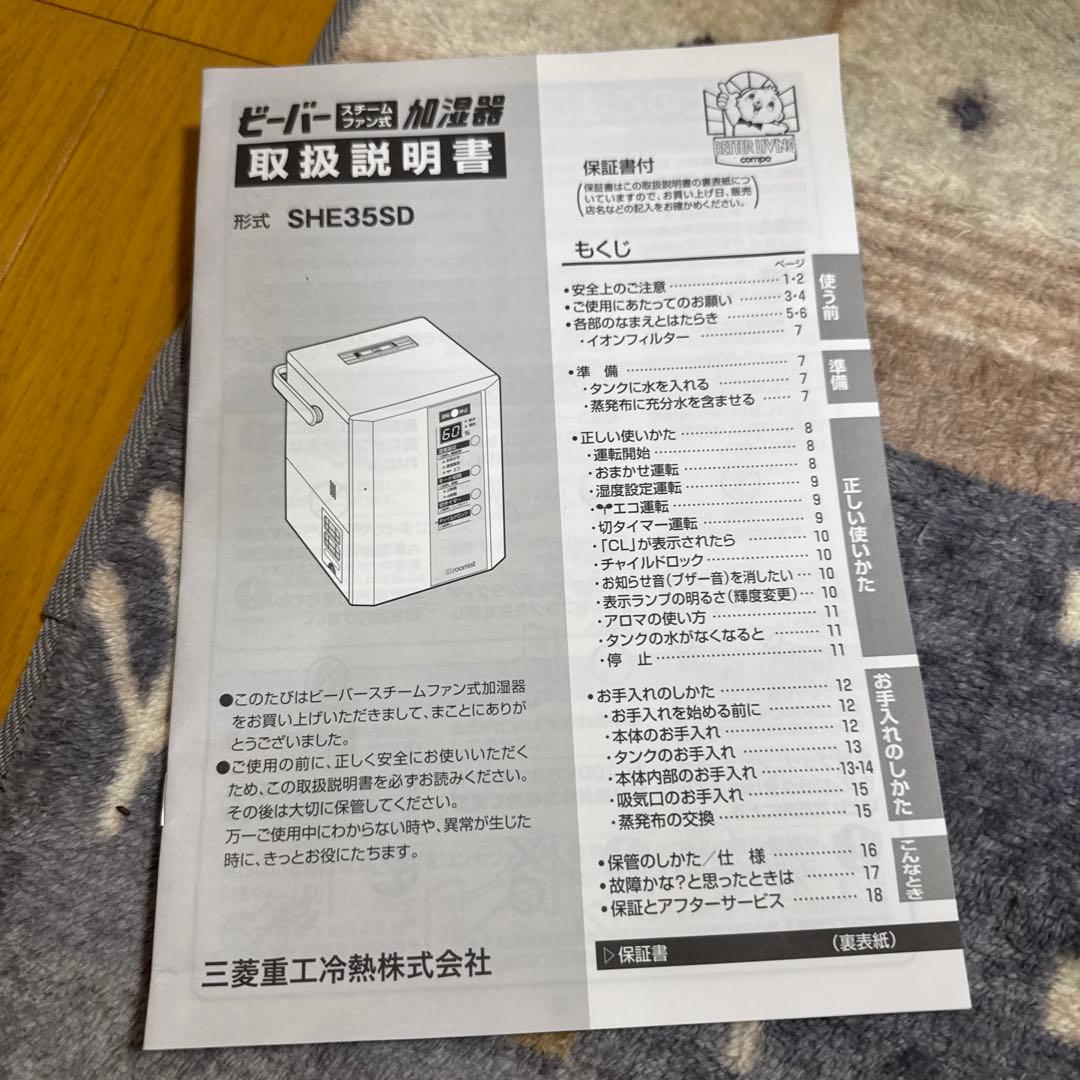 ビーバー スチームファン式 加湿器
取扱説明書
形式 SHE35SD
BETTER LIVING
compo
保証書付
(保証書はこの取扱説明書の裏表紙につ
いていますので、お買い上げ日、販売
店名などの記入をお確かめください。)
もくじ
ページ
使う前
•安全上のご注意 1・2
•ご使用にあたってのお願い 3・4
•各部のなまえとはたらき 5・6
・イオンフィルター 7
準備
•準 備 7
・タンクに水を入れる 7
・蒸発布に充分水を含ませる 7
正しい使いかた
•正しい使いかた 8
・運転開始 8
・おまかせ運転 8
・湿度設定運転 9
・エコ運転 9
・切タイマー運転 9
・「CL」が表示されたら 10
・チャイルドロック 10
・お知らせ音(ブザー音)を消したい 10
・表示ランプの明るさ(輝度変更) 10
・アロマの使い方 11
・タンクの水がなくなると 11
・停 止 11
お手入れのしかた
•お手入れのしかた 12
・お手入れを始める前に 12
・本体のお手入れ 12
・タンクのお手入れ 13
・本体内部のお手入れ 13・14
・吸気口のお手入れ 15
・蒸発布の交換 15
こんなとき
•保管のしかた/仕 様 16
•故障かな?と思ったときは 17
•保証とアフターサービス 18
▷保証書 (裏表紙)
運転 停止
60 %
切タイマー
チャイルドロック
roomist
●このたびはビーバースチームファン式加湿器
をお買い上げいただきまして、まことにありが
とうございました。
●ご使用の前に、正しく安全にお使いいただく
ため、この取扱説明書を必ずお読みください。
その後は大切に保管してください。
万一ご使用中にわからない時や、異常が生じた
時に、きっとお役にたちます。
三菱重工冷熱株式会社